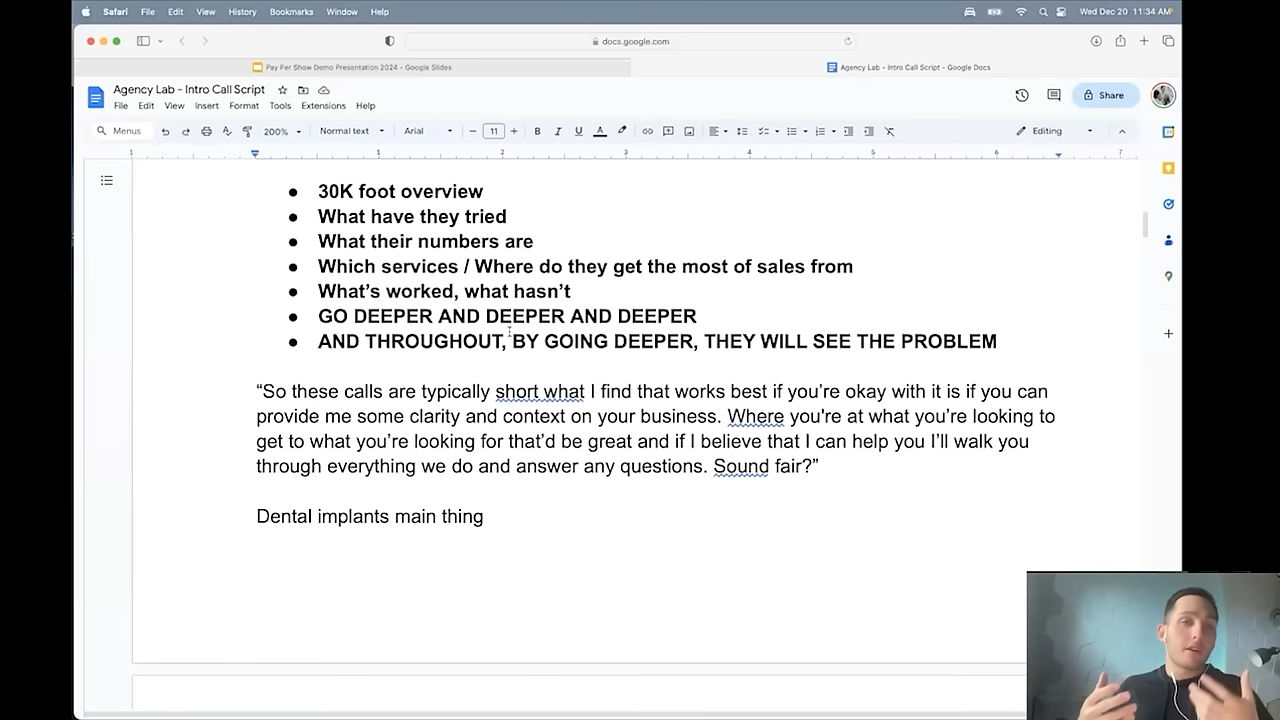 Safari File Edit View History Bookmarks Window Help Wed Dec 20 11:34 AM
docs.google.com
Pay Per Show Demo Presentation 2024 - Google Slides
Agency Lab - Intro Call Script - Google Docs
Agency Lab - Intro Call Script
File Edit View Insert Format Tools Extensions Help
Share
Menus 200% Normal text Arial 11 B I U A Editing
1 1 2 3 4 5 6 7
● 30K foot overview
● What have they tried
● What their numbers are
● Which services / Where do they get the most of sales from
● What’s worked, what hasn’t
● GO DEEPER AND DEEPER AND DEEPER
● AND THROUGHOUT, BY GOING DEEPER, THEY WILL SEE THE PROBLEM
“So these calls are typically short what I find that works best if you’re okay with it is if you can
provide me some clarity and context on your business. Where you're at what you’re looking to
get to what you’re looking for that’d be great and if I believe that I can help you I’ll walk you
through everything we do and answer any questions. Sound fair?”
Dental implants main thing